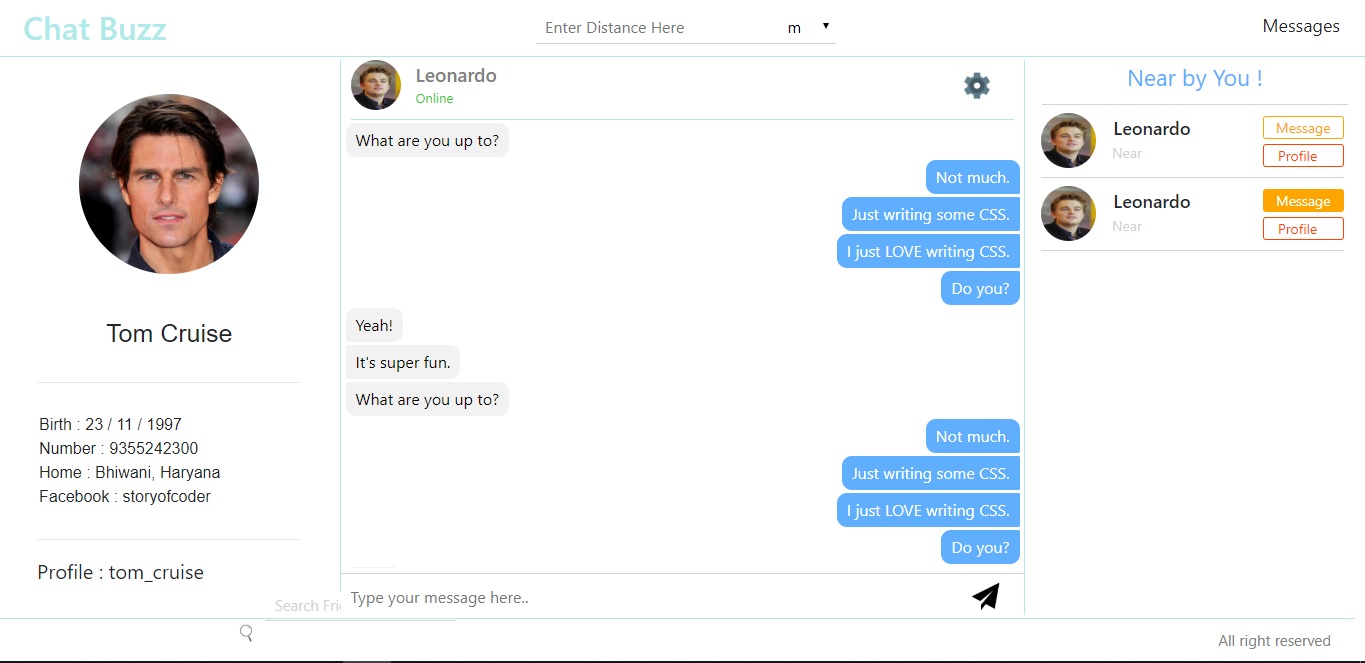 Chat Buzz
Enter Distance Here m
Messages
Tom Cruise
Birth : 23 / 11 / 1997
Number : 9355242300
Home : Bhiwani, Haryana
Facebook : storyofcoder
Profile : tom_cruise
Search Frie
Leonardo
Online
What are you up to?
Not much.
Just writing some CSS.
I just LOVE writing CSS.
Do you?
Yeah!
It's super fun.
What are you up to?
Not much.
Just writing some CSS.
I just LOVE writing CSS.
Do you?
Type your message here..
Near by You !
Leonardo
Near
Message
Profile
Leonardo
Near
Message
Profile
All right reserved